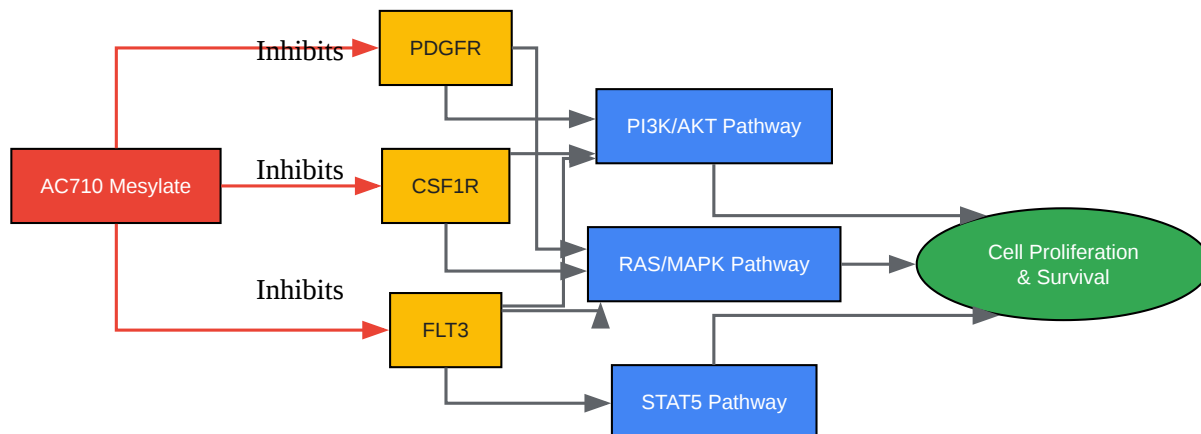 Inhibits
PDGFR
PI3K/AKT Pathway
AC710 Mesylate
Inhibits
CSF1R
RAS/MAPK Pathway
Cell Proliferation
& Survival
Inhibits
FLT3
STAT5 Pathway